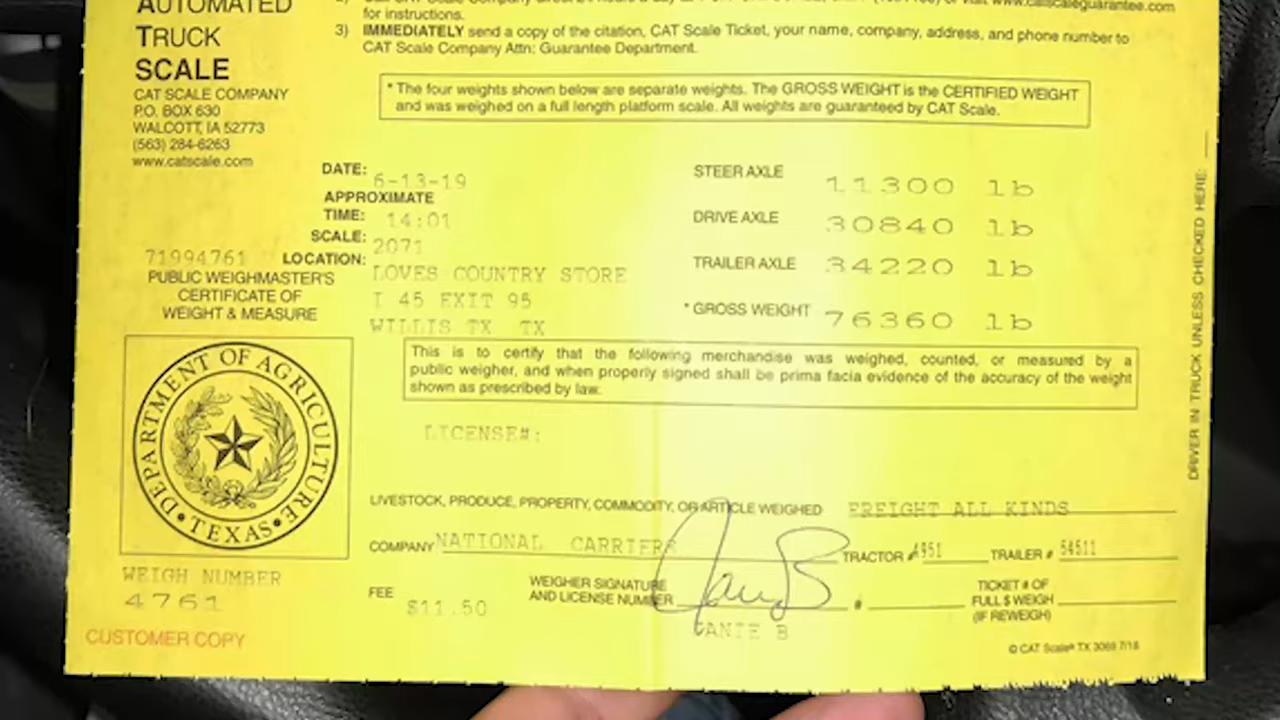 AUTOMATED
TRUCK
SCALE
CAT SCALE COMPANY
P.O. BOX 630
WALCOTT, IA 52773
(563) 284-6263
www.catscale.com
for instructions.
3) IMMEDIATELY send a copy of the citation, CAT Scale Ticket, your name, company, address, and phone number to
CAT Scale Company Attn: Guarantee Department.
* The four weights shown below are separate weights. The GROSS WEIGHT is the CERTIFIED WEIGHT
and was weighed on a full length platform scale. All weights are guaranteed by CAT Scale.
DATE: 6-13-19
APPROXIMATE
TIME: 14:01
SCALE: 2071
LOCATION: LOVES COUNTRY STORE
I 45 EXIT 95
WILLIS TX TX
STEER AXLE 11300 lb
DRIVE AXLE 30840 lb
TRAILER AXLE 34220 lb
* GROSS WEIGHT 76360 lb
71994761
PUBLIC WEIGHMASTER'S
CERTIFICATE OF
WEIGHT & MEASURE
This is to certify that the following merchandise was weighed, counted, or measured by a
public weigher, and when properly signed shall be prima facia evidence of the accuracy of the weight
shown as prescribed by law.
DEPARTMENT OF AGRICULTURE
TEXAS
LICENSE#:
LIVESTOCK, PRODUCE, PROPERTY, COMMODITY, OR ARTICLE WEIGHED FREIGHT ALL KINDS
COMPANY NATIONAL CARRIERS TRACTOR # 4951 TRAILER # 54511
WEIGH NUMBER
4761
FEE $11.50
WEIGHER SIGNATURE
AND LICENSE NUMBER #
TICKET # OF
FULL $ WEIGH
(IF REWEIGH)
CUSTOMER COPY
© CAT Scale® TX 3069 7/18
DRIVER IN TRUCK UNLESS CHECKED HERE: